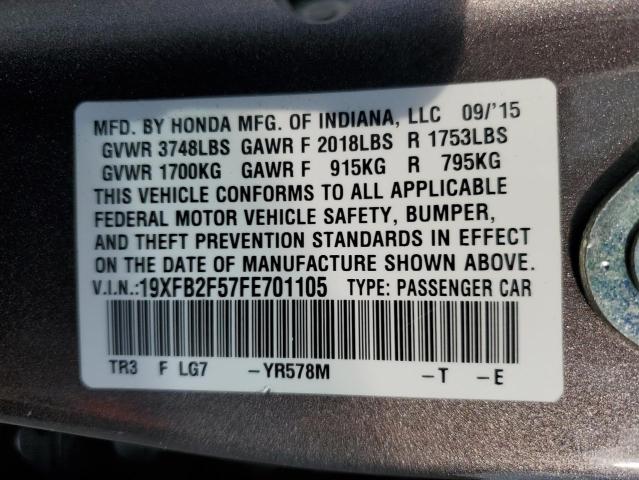 MFD. BY HONDA MFG. OF INDIANA, LLC 09/'15
GVWR 3748LBS GAWR F 2018LBS R 1753LBS
GVWR 1700KG GAWR F 915KG R 795KG
THIS VEHICLE CONFORMS TO ALL APPLICABLE
FEDERAL MOTOR VEHICLE SAFETY, BUMPER,
AND THEFT PREVENTION STANDARDS IN EFFECT
ON THE DATE OF MANUFACTURE SHOWN ABOVE.
V.I.N.:19XFB2F57FE701105 TYPE: PASSENGER CAR
TR3 F LG7 -YR578M -T -E